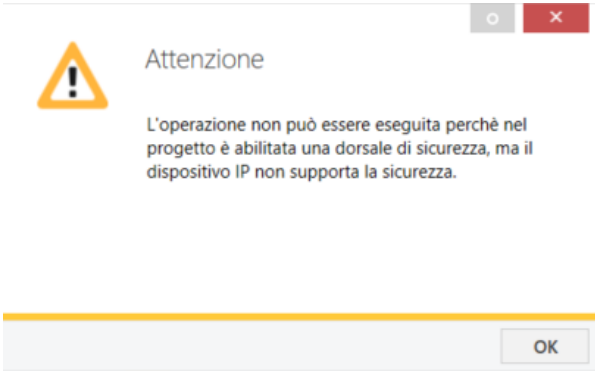 Attenzione
L'operazione non può essere eseguita perchè nel
progetto è abilitata una dorsale di sicurezza, ma il
dispositivo IP non supporta la sicurezza.
OK